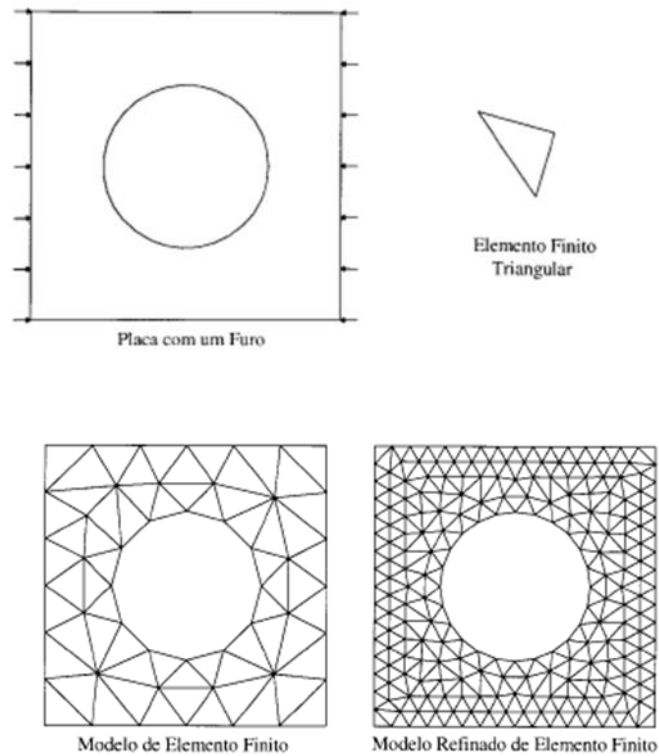 Placa com um Furo
Elemento Finito
Triangular
Modelo de Elemento Finito
Modelo Refinado de Elemento Finito